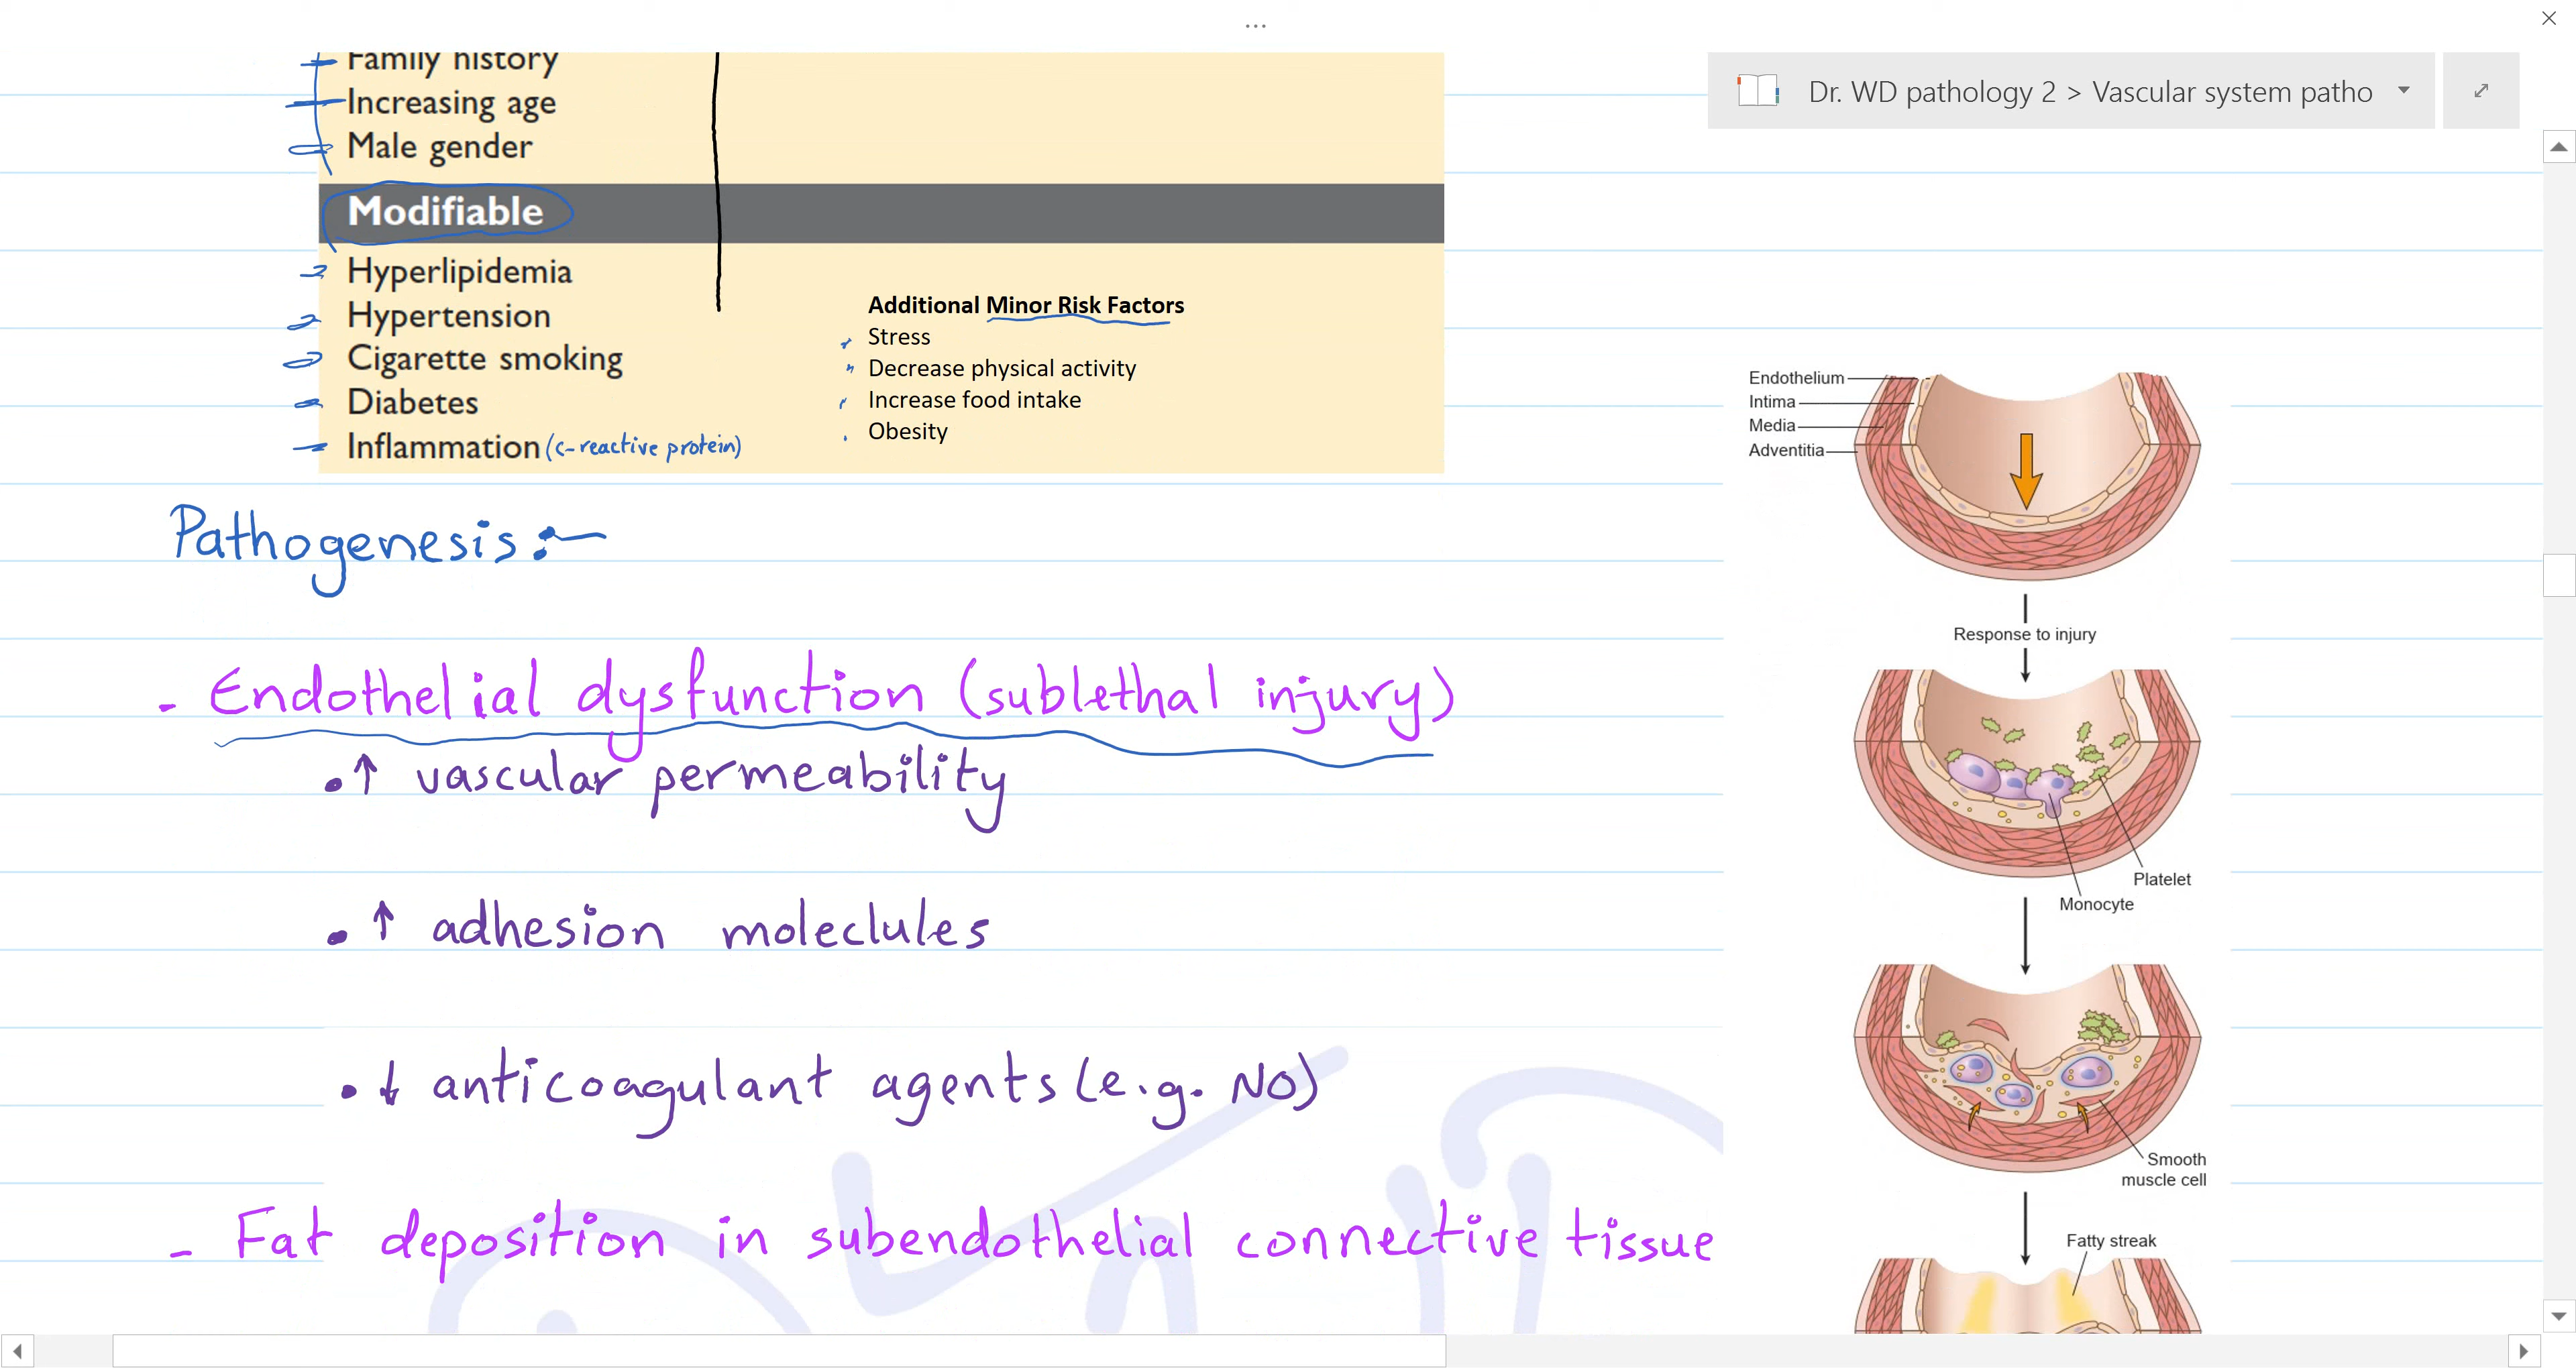 ...
Dr. WD pathology 2 > Vascular system patho
Family history
Increasing age
Male gender
Modifiable
Hyperlipidemia
Hypertension
Cigarette smoking
Diabetes
Inflammation (c-reactive protein)
Additional Minor Risk Factors
Stress
Decrease physical activity
Increase food intake
Obesity
Pathogenesis:-
- Endothelial dysfunction (sublethal injury)
• ↑ vascular permeability
• ↑ adhesion moleclules
• ↓ anticoagulant agents (e.g. NO)
- Fat deposition in subendothelial connective tissue
Endothelium
Intima
Media
Adventitia
Response to injury
Platelet
Monocyte
Smooth
muscle cell
Fatty streak